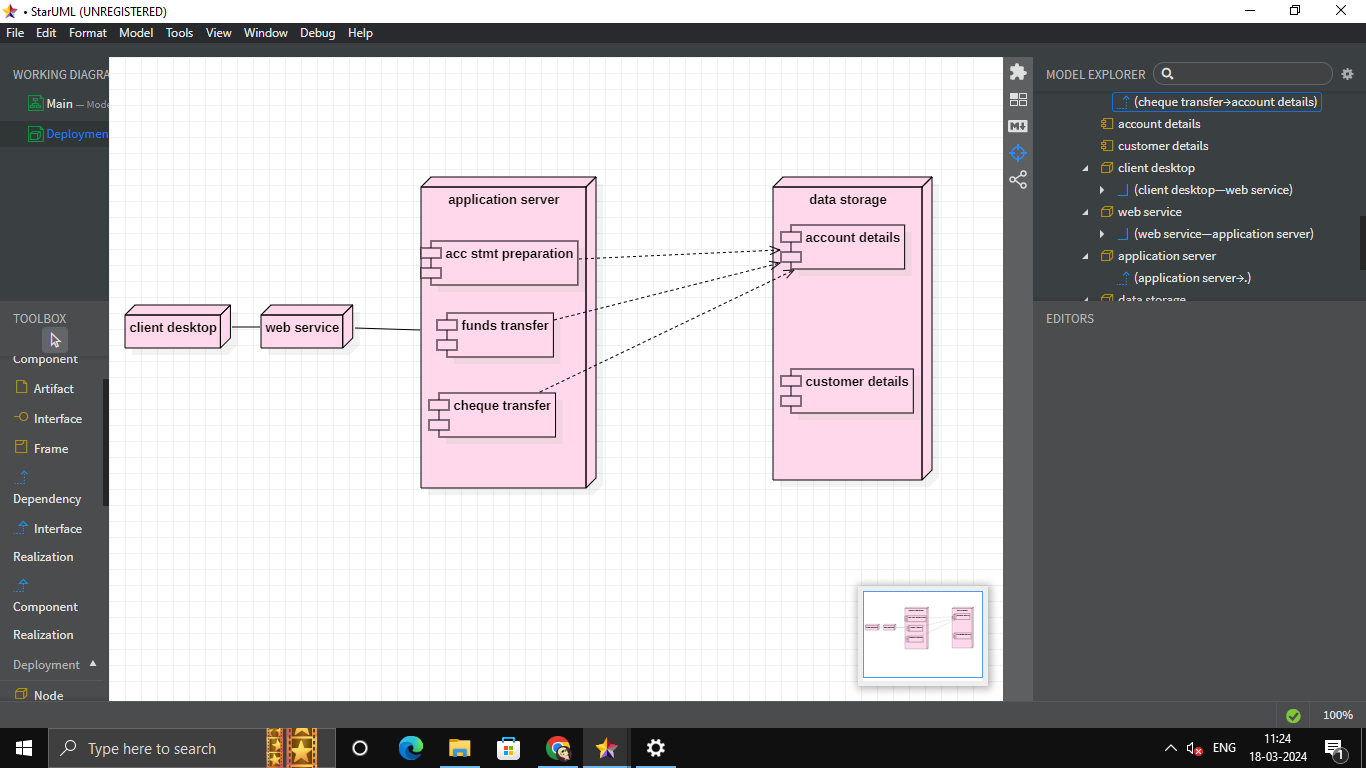 • StarUML (UNREGISTERED)
File Edit Format Model Tools View Window Debug Help
WORKING DIAGRA
Main — Mode
Deploymen
TOOLBOX
Component
Artifact
Interface
Frame
Dependency
Interface
Realization
Component
Realization
Deployment
Node
client desktop
web service
application server
acc stmt preparation
funds transfer
cheque transfer
data storage
account details
customer details
M
MODEL EXPLORER
(cheque transfer→account details)
account details
customer details
client desktop
(client desktop—web service)
web service
(web service—application server)
application server
(application server→.)
data storage
EDITORS
100%
Type here to search
ENG
11:24
18-03-2024
1